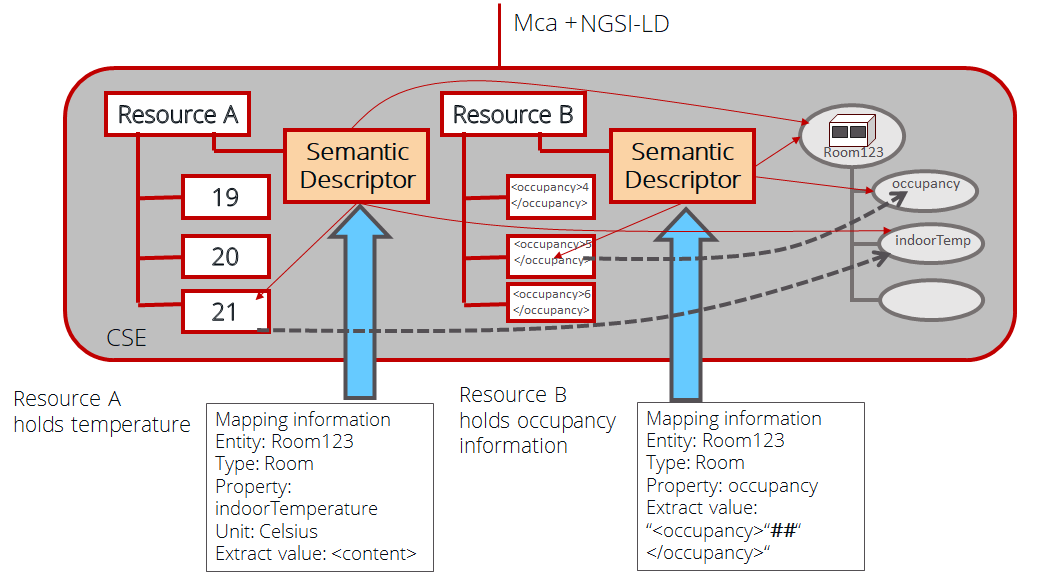 Mca +NGSI-LD
Resource A
Resource B
Semantic
Descriptor
Semantic
Descriptor
Room123
19
20
21
<occupancy>4
</occupancy>
<occupancy>5
</occupancy>
<occupancy>6
</occupancy>
occupancy
indoorTemp
CSE
Resource A
holds temperature
Mapping information
Entity: Room123
Type: Room
Property:
indoorTemperature
Unit: Celsius
Extract value: <content>
Resource B
holds occupancy
information
Mapping information
Entity: Room123
Type: Room
Property: occupancy
Extract value:
“<occupancy>“##“
</occupancy>“